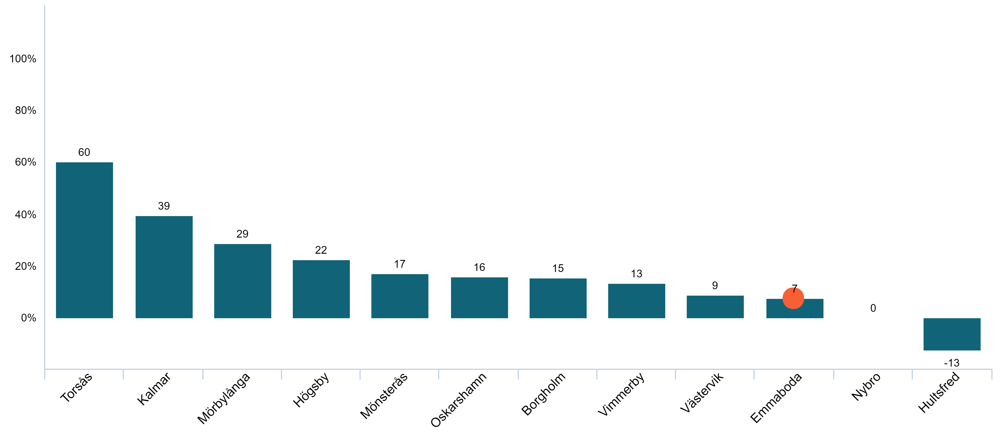 100%
80%
60%
40%
20%
0%
60
39
29
22
17
16
15
13
9
7
0
-13
Torsås
Kalmar
Mörbylånga
Högsby
Mönsterås
Oskarshamn
Borgholm
Vimmerby
Västervik
Emmaboda
Nybro
Hultsfred